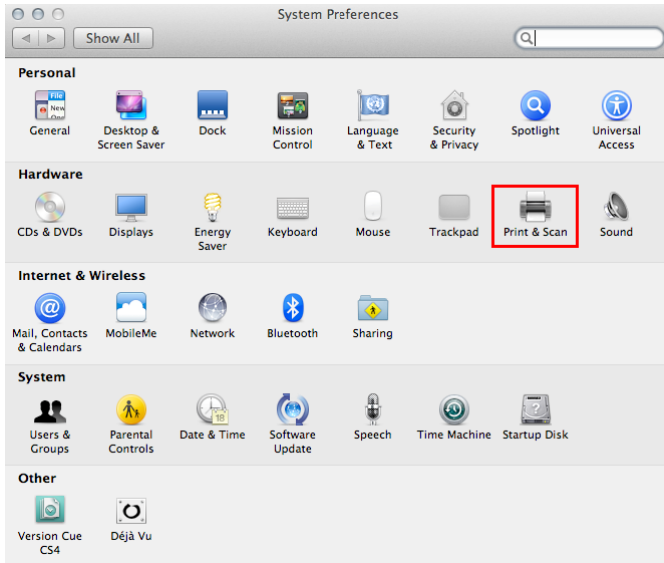 System Preferences
Show All
Personal
File
New
General
Desktop &
Screen Saver
Dock
Mission
Control
Language
& Text
Security
& Privacy
Spotlight
Universal
Access
Hardware
CDs & DVDs
Displays
Energy
Saver
Keyboard
Mouse
Trackpad
Print & Scan
Sound
Internet & Wireless
@
Mail, Contacts
& Calendars
MobileMe
Network
Bluetooth
Sharing
System
18
?
Users &
Groups
Parental
Controls
Date & Time
Software
Update
Speech
Time Machine
Startup Disk
Other
Version Cue
CS4
Déjà Vu